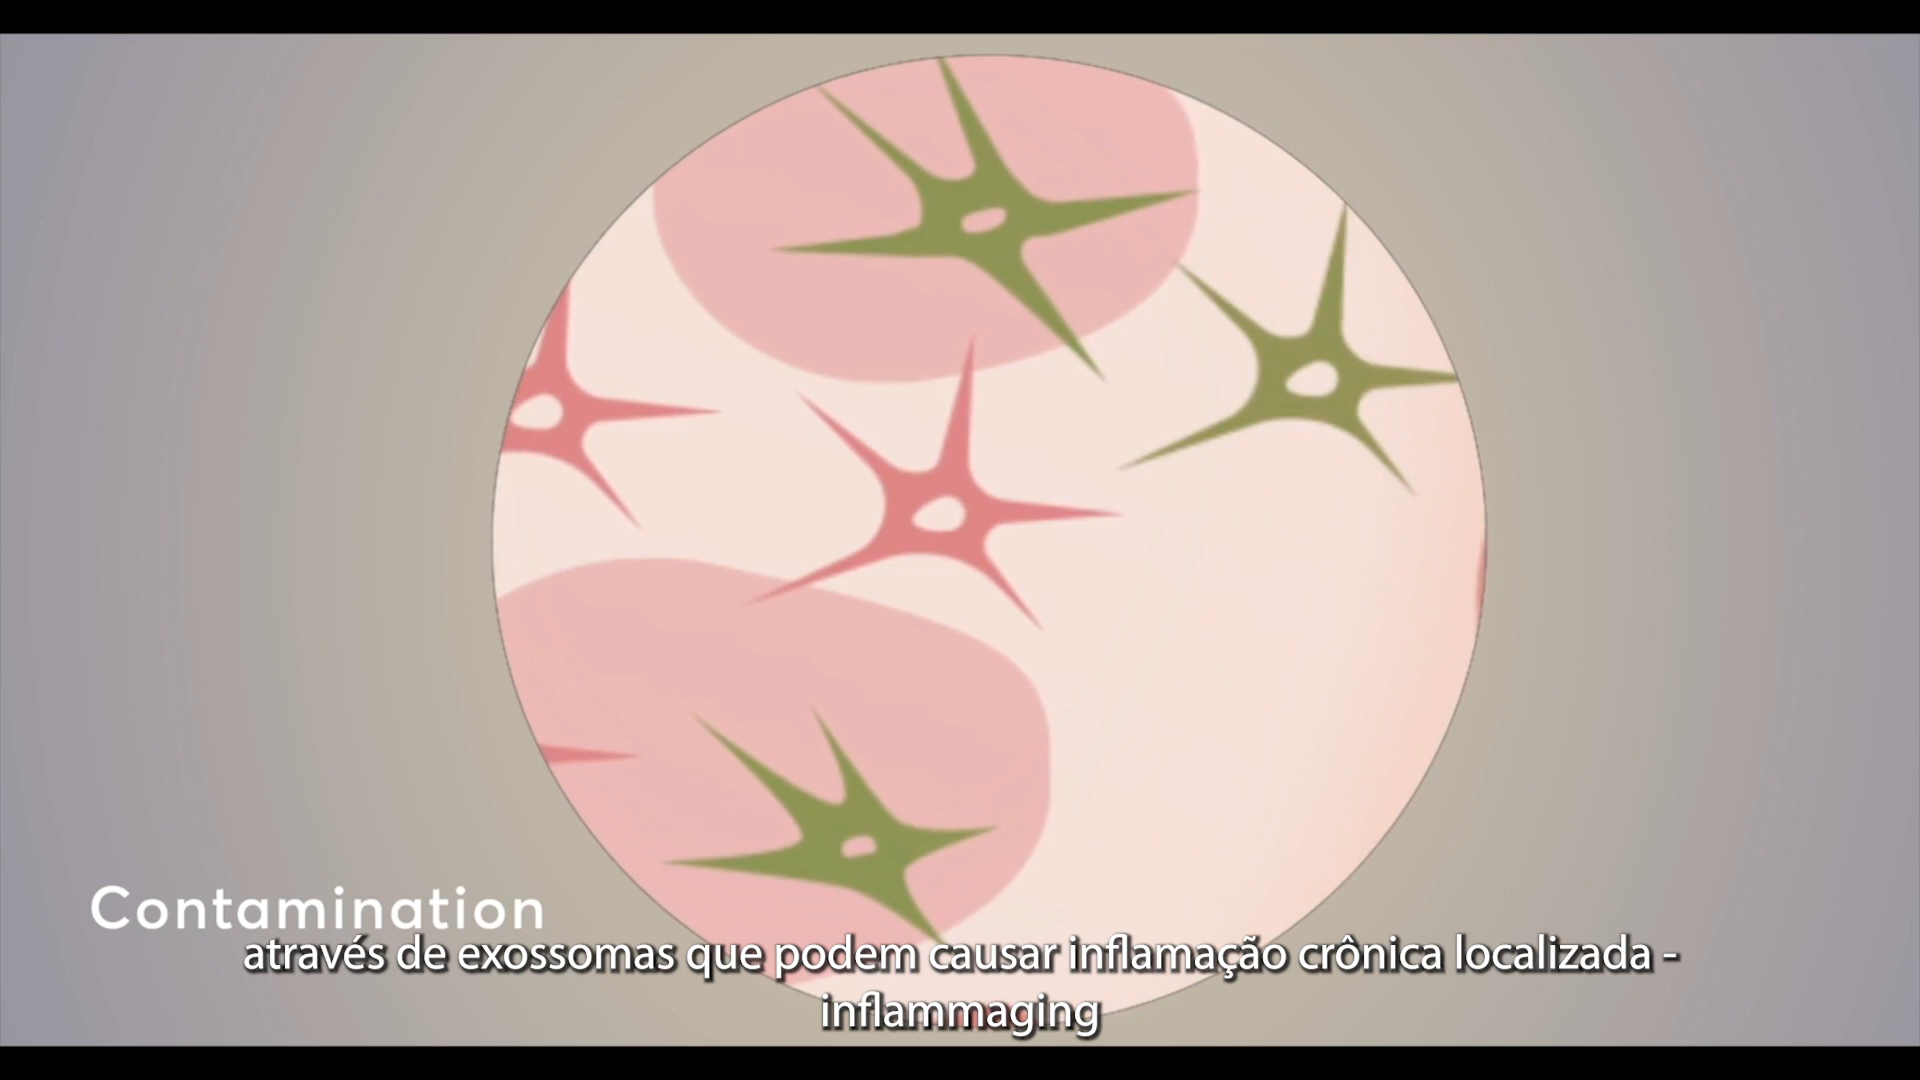 Contamination
através de exossomas que podem causar inflamação crônica localizada -
inflammaging